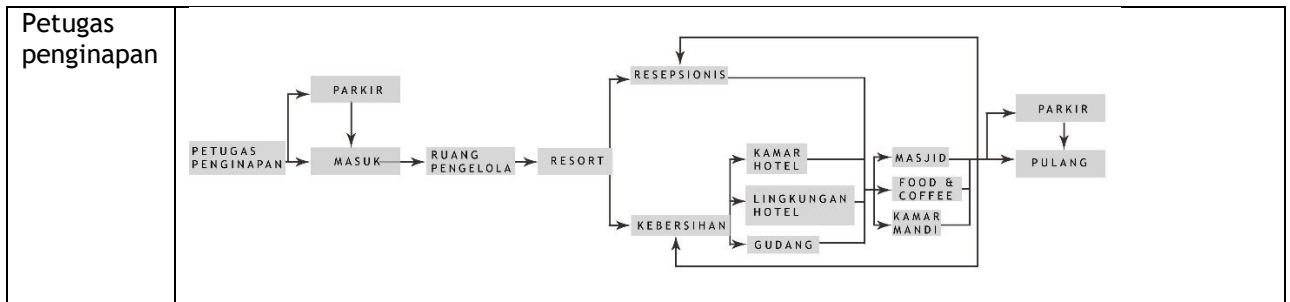 Petugas
penginapan
PETUGAS
PENGINAPAN
PARKIR
MASUK
RUANG
PENGELOLA
RESORT
RESEPSIONIS
KEBERSIHAN
KAMAR
HOTEL
LINGKUNGAN
HOTEL
GUDANG
MASJID
FOOD &
COFFEE
KAMAR
MANDI
PARKIR
PULANG